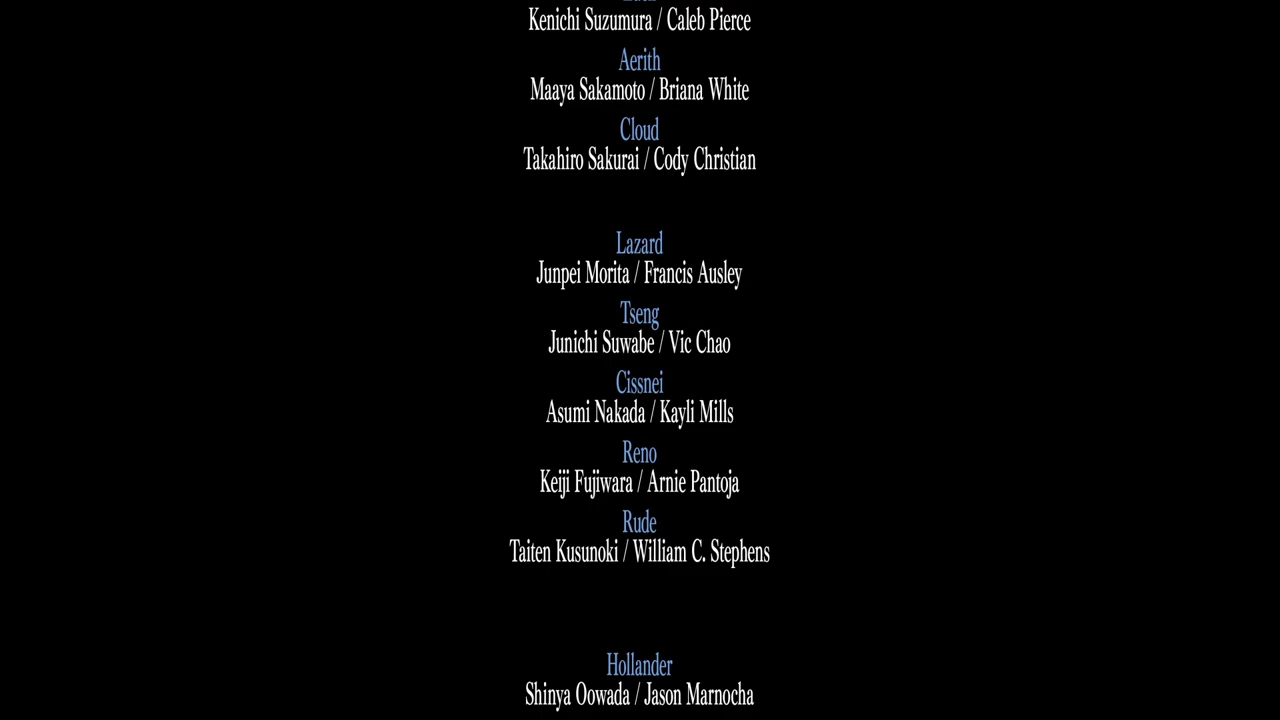 Kenichi Suzumura / Caleb Pierce
Aerith
Maaya Sakamoto / Briana White
Cloud
Takahiro Sakurai / Cody Christian
Lazard
Junpei Morita / Francis Ausley
Tseng
Junichi Suwabe / Vic Chao
Cissnei
Asumi Nakada / Kayli Mills
Reno
Keiji Fujiwara / Arnie Pantoja
Rude
Taiten Kusunoki / William C. Stephens
Hollander
Shinya Oowada / Jason Marnocha